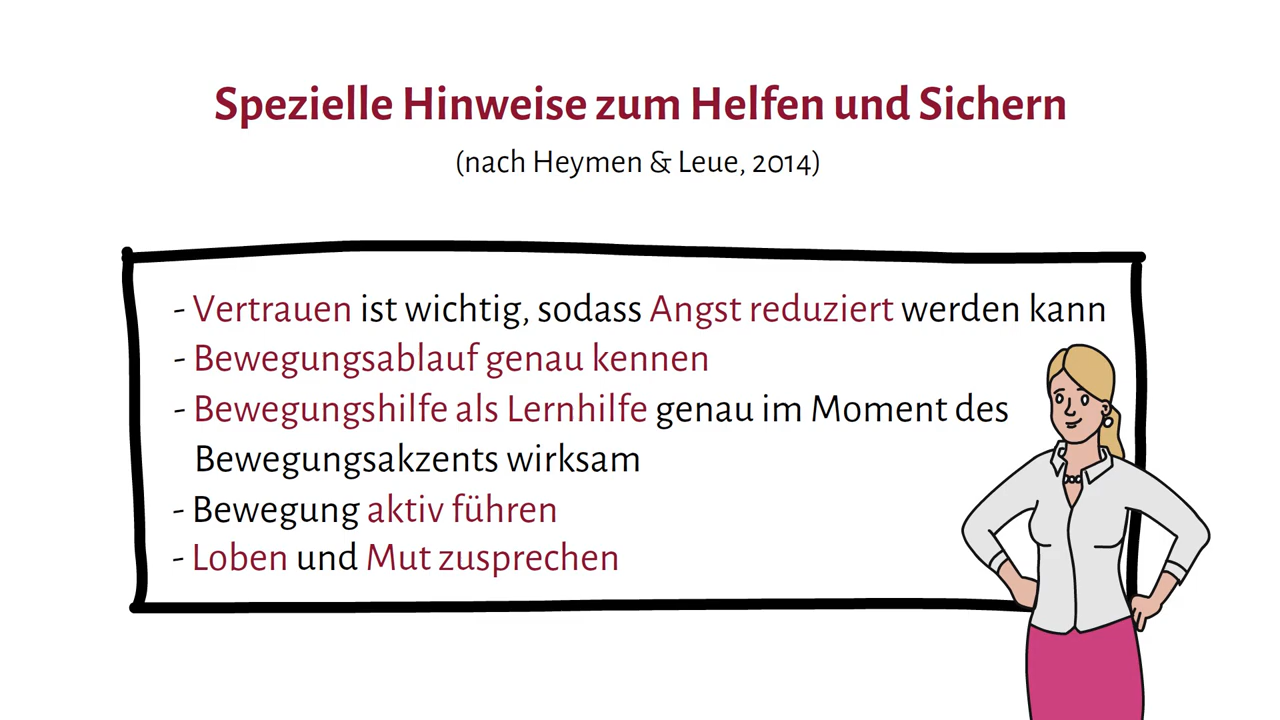 Spezielle Hinweise zum Helfen und Sichern
(nach Heymen & Leue, 2014)
- Vertrauen ist wichtig, sodass Angst reduziert werden kann
- Bewegungsablauf genau kennen
- Bewegungshilfe als Lernhilfe genau im Moment des
Bewegungsakzents wirksam
- Bewegung aktiv führen
- Loben und Mut zusprechen